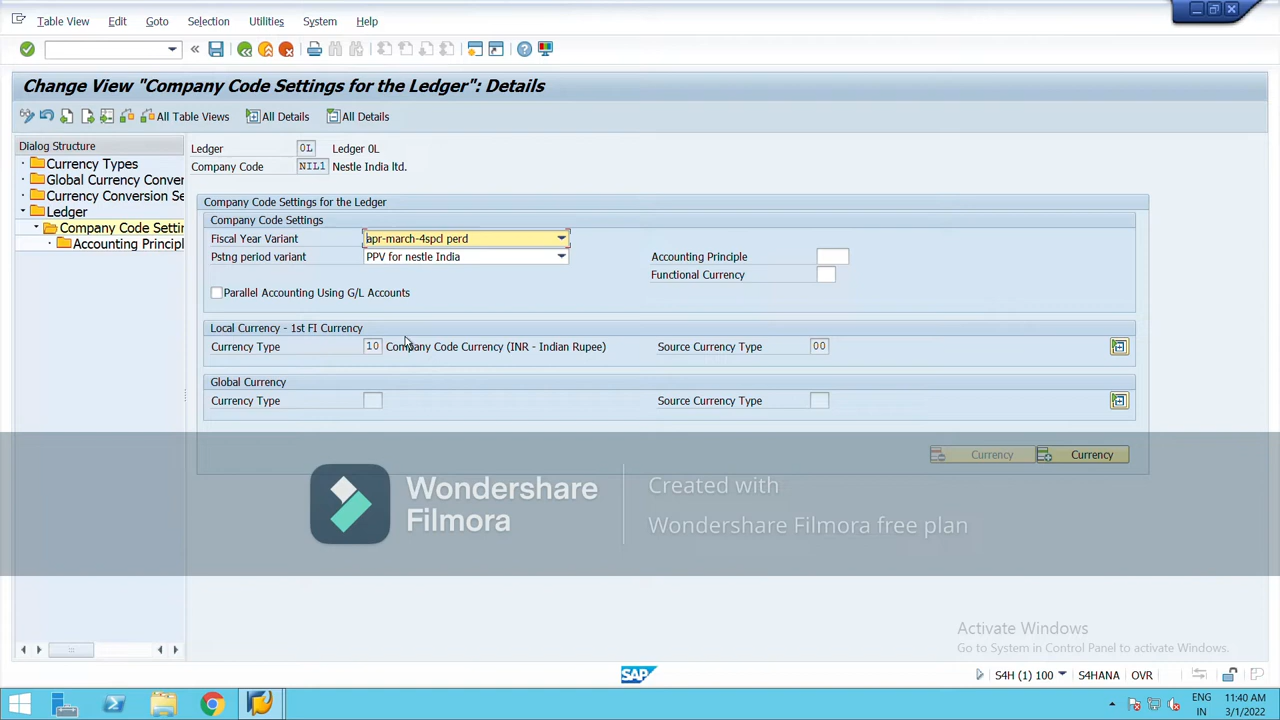 Table View Edit Goto Selection Utilities System Help
Change View "Company Code Settings for the Ledger": Details
All Table Views All Details All Details
Dialog Structure
Currency Types
Global Currency Conver
Currency Conversion Se
Ledger
Company Code Settin
Accounting Principl
Ledger 0L Ledger 0L
Company Code NIL1 Nestle India ltd.
Company Code Settings for the Ledger
Company Code Settings
Fiscal Year Variant apr-march-4spcl perd
Pstng period variant PPV for nestle India
Accounting Principle
Functional Currency
Parallel Accounting Using G/L Accounts
Local Currency - 1st FI Currency
Currency Type 10 Company Code Currency (INR - Indian Rupee) Source Currency Type 00
Global Currency
Currency Type Source Currency Type
Currency Currency
Wondershare
Filmora
Created with
Wondershare Filmora free plan
Activate Windows
Go to System in Control Panel to activate Windows.
SAP
S4H (1) 100 S4HANA OVR
ENG
IN
11:40 AM
3/1/2022